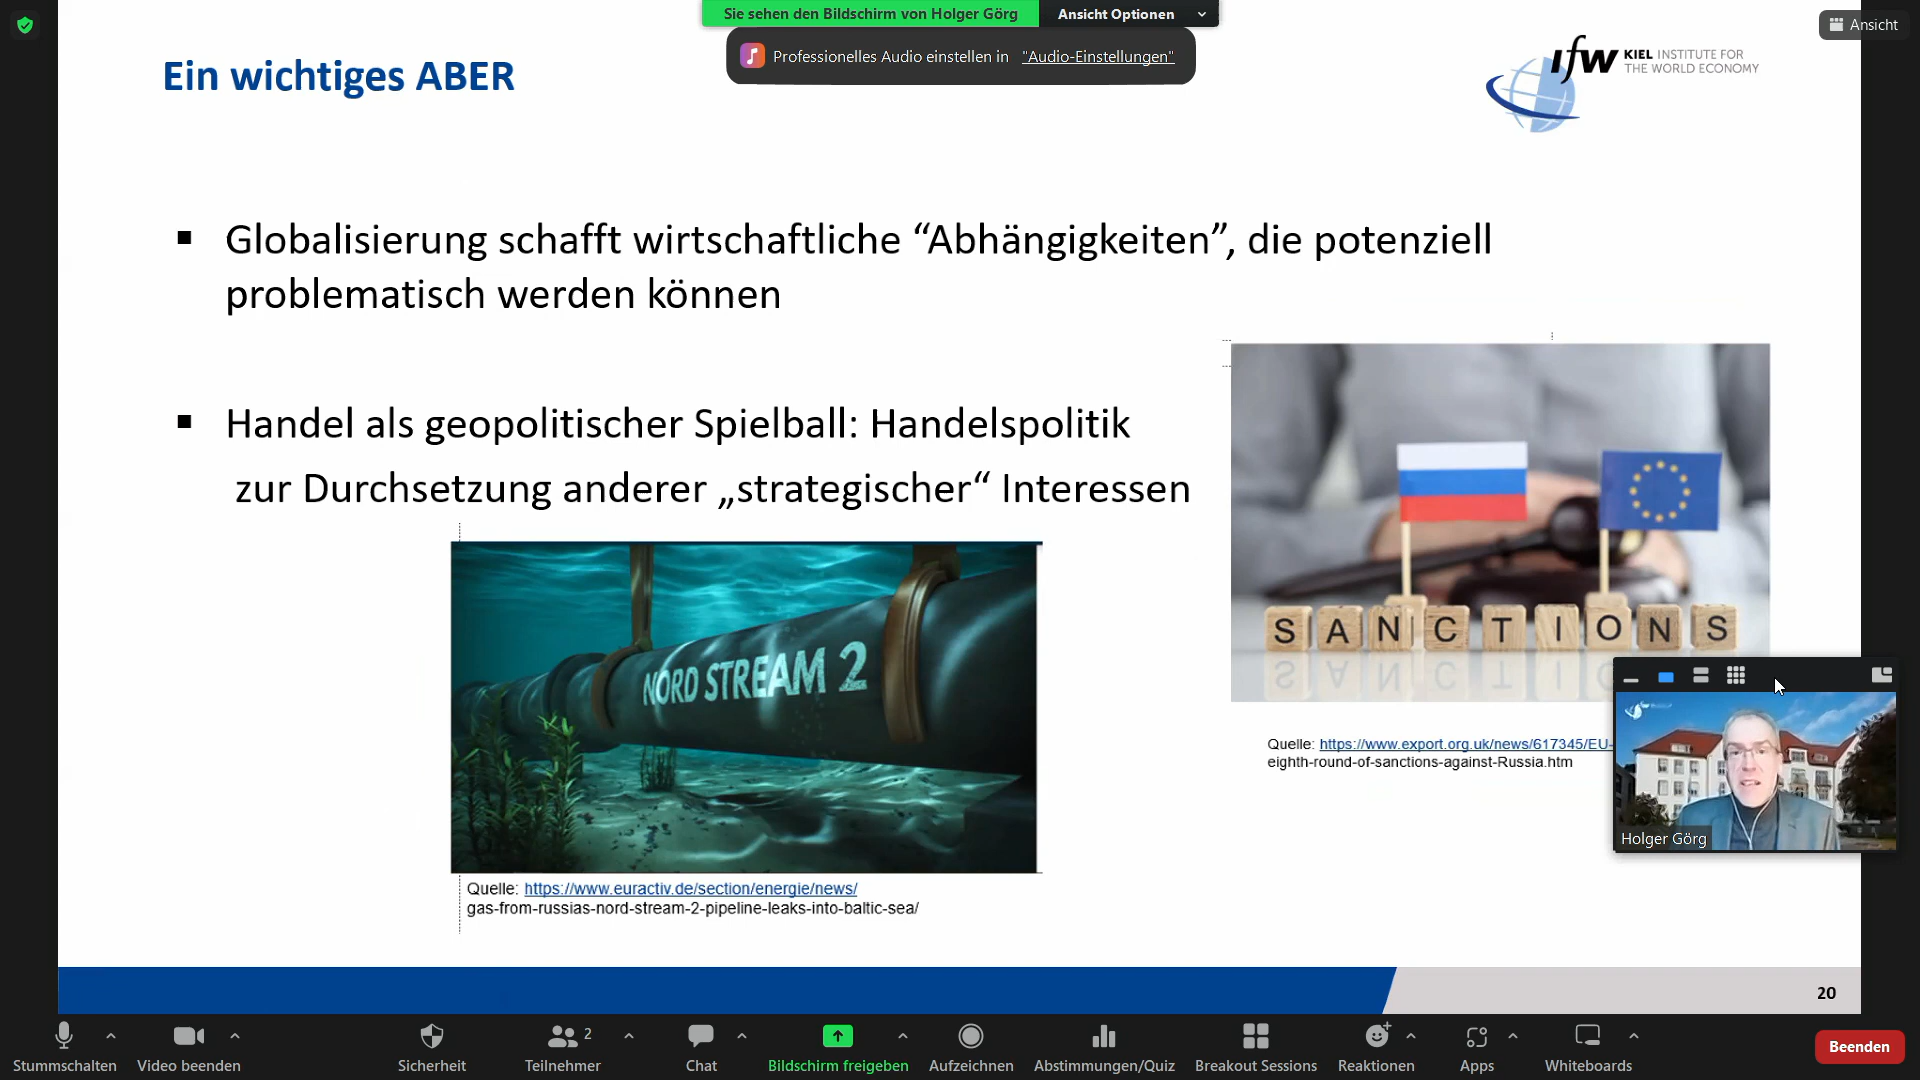 Sie sehen den Bildschirm von Holger Görg
Ansicht Optionen
Ansicht
Professionelles Audio einstellen in "Audio-Einstellungen"
Ein wichtiges ABER
ifw KIEL INSTITUTE FOR
THE WORLD ECONOMY
Globalisierung schafft wirtschaftliche “Abhängigkeiten”, die potenziell
problematisch werden können
Handel als geopolitischer Spielball: Handelspolitik
zur Durchsetzung anderer „strategischer“ Interessen
SANCTIONS
NORD STREAM 2
Quelle: https://www.export.org.uk/news/617345/EU-
eighth-round-of-sanctions-against-Russia.htm
Holger Görg
Quelle: https://www.euractiv.de/section/energie/news/
gas-from-russias-nord-stream-2-pipeline-leaks-into-baltic-sea/
20
2
Stummschalten
Video beenden
Sicherheit
Teilnehmer
Chat
Bildschirm freigeben
Aufzeichnen
Abstimmungen/Quiz
Breakout Sessions
Reaktionen
Apps
Whiteboards
Beenden